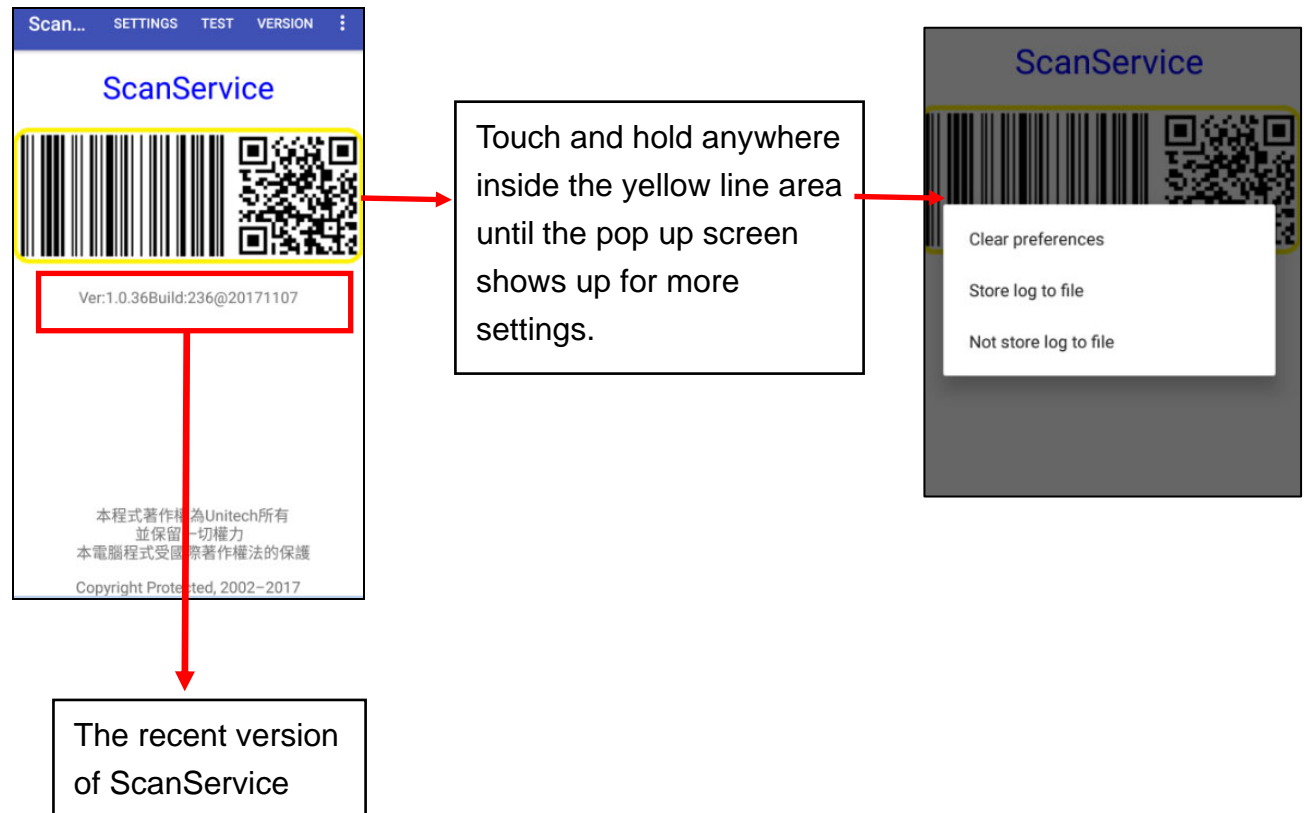 Scan... SETTINGS TEST VERSION
ScanService
Ver:1.0.36Build:236@20171107
本程式著作權為Unitech所有
並保留一切權力
本電腦程式受國際著作權法的保護
Copyright Protected, 2002–2017
The recent version
of ScanService
Touch and hold anywhere
inside the yellow line area
until the pop up screen
shows up for more
settings.
ScanService
Clear preferences
Store log to file
Not store log to file